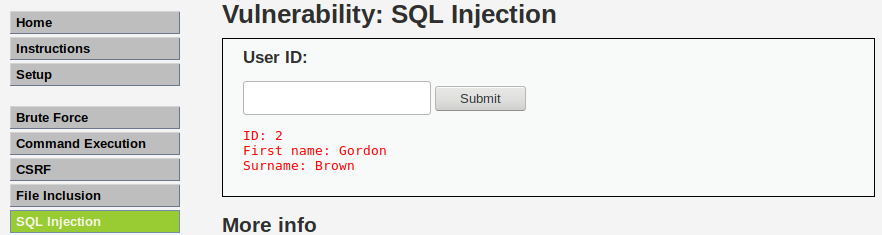 Home
Instructions
Setup
Brute Force
Command Execution
CSRF
File Inclusion
SQL Injection
Vulnerability: SQL Injection
User ID:
Submit
ID: 2
First name: Gordon
Surname: Brown
More info